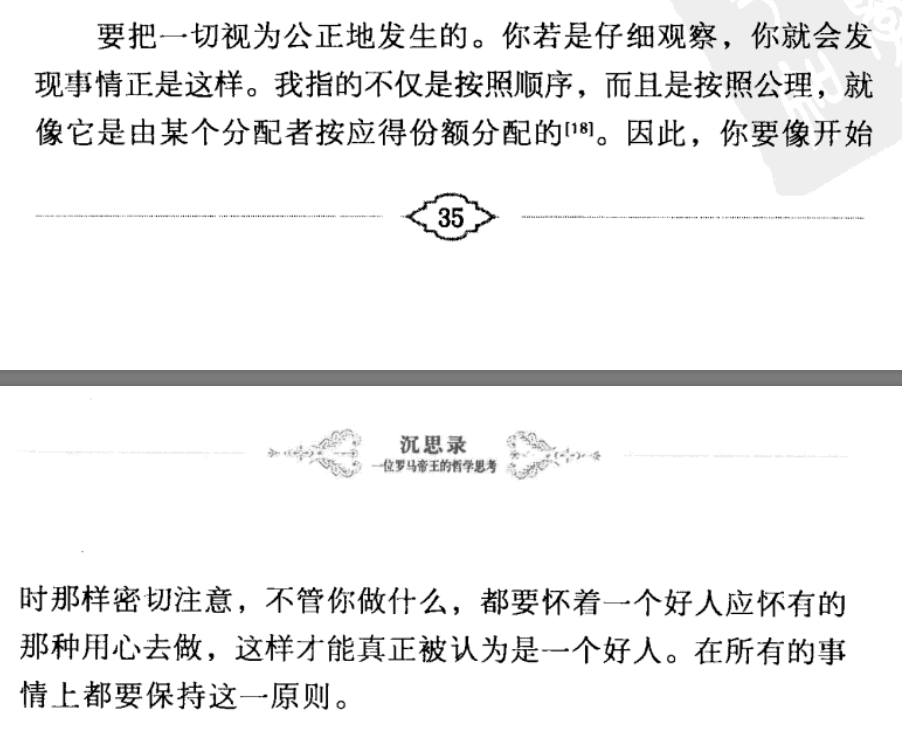 要把一切视为公正地发生的。你若是仔细观察，你就会发
现事情正是这样。我指的不仅是按照顺序，而且是按照公理，就
像它是由某个分配者按应得份额分配的[18]。因此，你要像开始
35
沉思录
一位罗马帝王的哲学思考
时那样密切注意，不管你做什么，都要怀着一个好人应怀有的
那种用心去做，这样才能真正被认为是一个好人。在所有的事
情上都要保持这一原则。